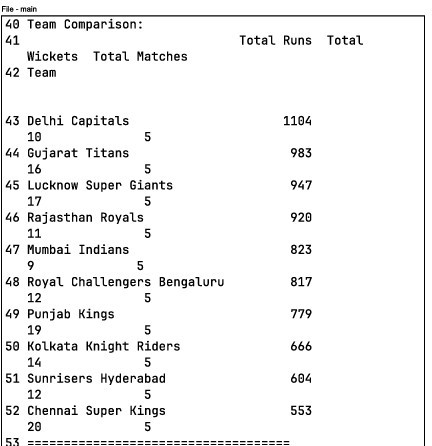 File - main
40 Team Comparison:
41 Total Runs Total
Wickets Total Matches
42 Team
43 Delhi Capitals 1104
10 5
44 Gujarat Titans 983
16 5
45 Lucknow Super Giants 947
17 5
46 Rajasthan Royals 920
11 5
47 Mumbai Indians 823
9 5
48 Royal Challengers Bengaluru 817
12 5
49 Punjab Kings 779
19 5
50 Kolkata Knight Riders 666
14 5
51 Sunrisers Hyderabad 604
12 5
52 Chennai Super Kings 553
20 5
53 ====================================